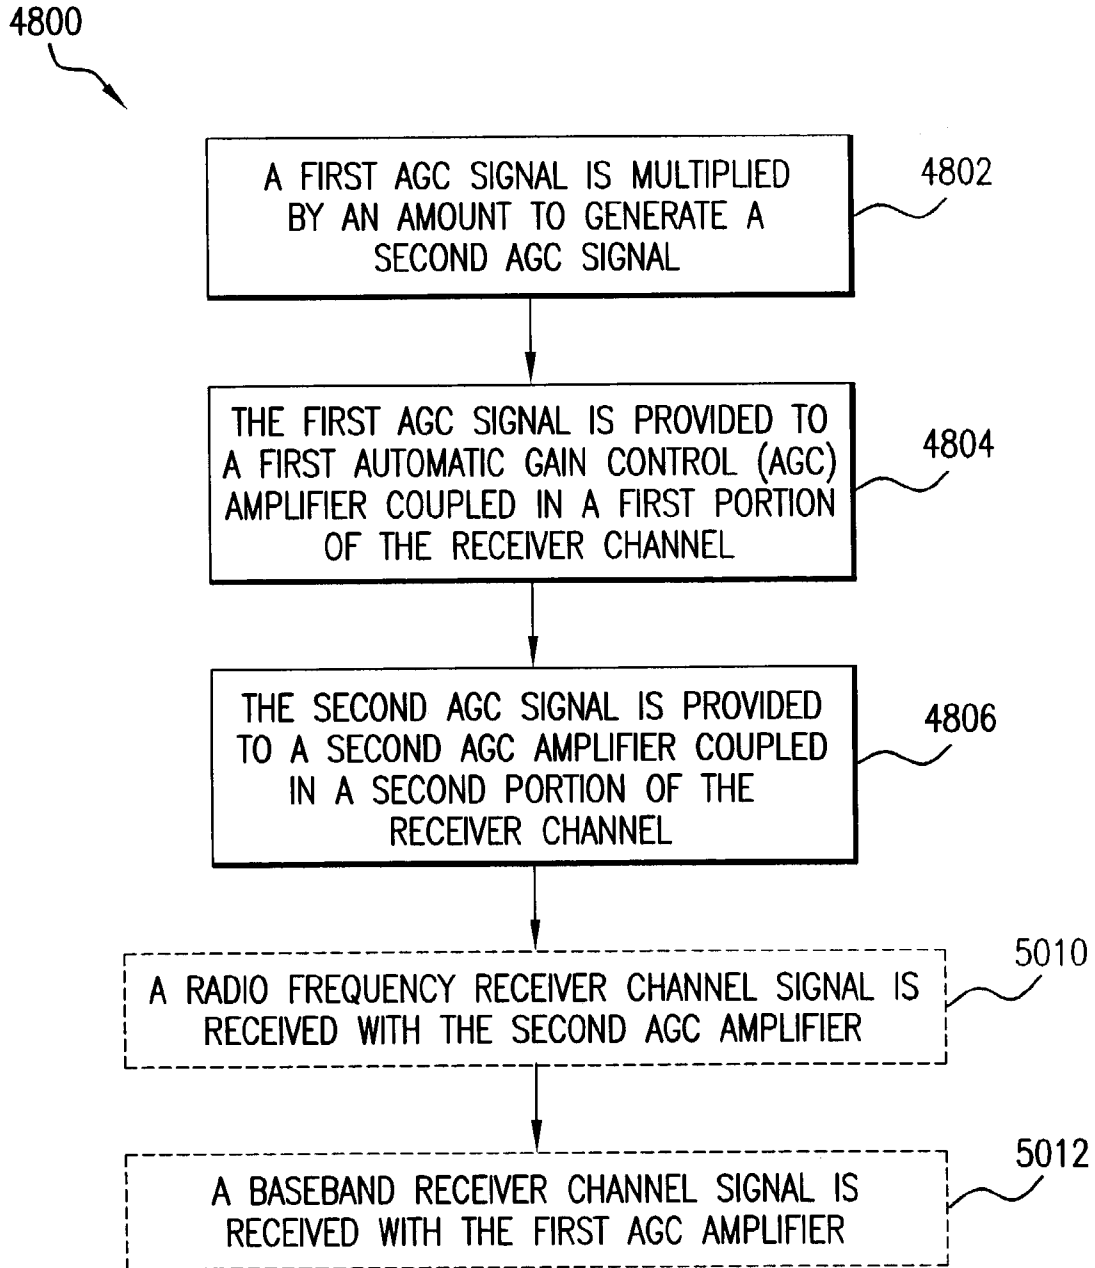 4800
A FIRST AGC SIGNAL IS MULTIPLIED
BY AN AMOUNT TO GENERATE A
SECOND AGC SIGNAL
4802
THE FIRST AGC SIGNAL IS PROVIDED TO
A FIRST AUTOMATIC GAIN CONTROL (AGC)
AMPLIFIER COUPLED IN A FIRST PORTION
OF THE RECEIVER CHANNEL
4804
THE SECOND AGC SIGNAL IS PROVIDED
TO A SECOND AGC AMPLIFIER COUPLED
IN A SECOND PORTION OF THE
RECEIVER CHANNEL
4806
A RADIO FREQUENCY RECEIVER CHANNEL SIGNAL IS
RECEIVED WITH THE SECOND AGC AMPLIFIER
5010
A BASEBAND RECEIVER CHANNEL SIGNAL IS
RECEIVED WITH THE FIRST AGC AMPLIFIER
5012